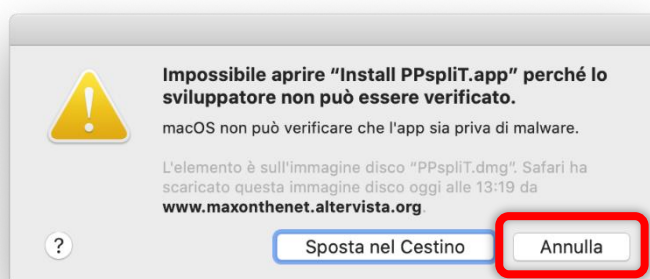 Impossibile aprire “Install PPspliT.app” perché lo
sviluppatore non può essere verificato.
macOS non può verificare che l'app sia priva di malware.
L'elemento è sull'immagine disco “PPspliT.dmg”. Safari ha
scaricato questa immagine disco oggi alle 13:19 da
www.maxonthenet.altervista.org.
? Sposta nel Cestino Annulla